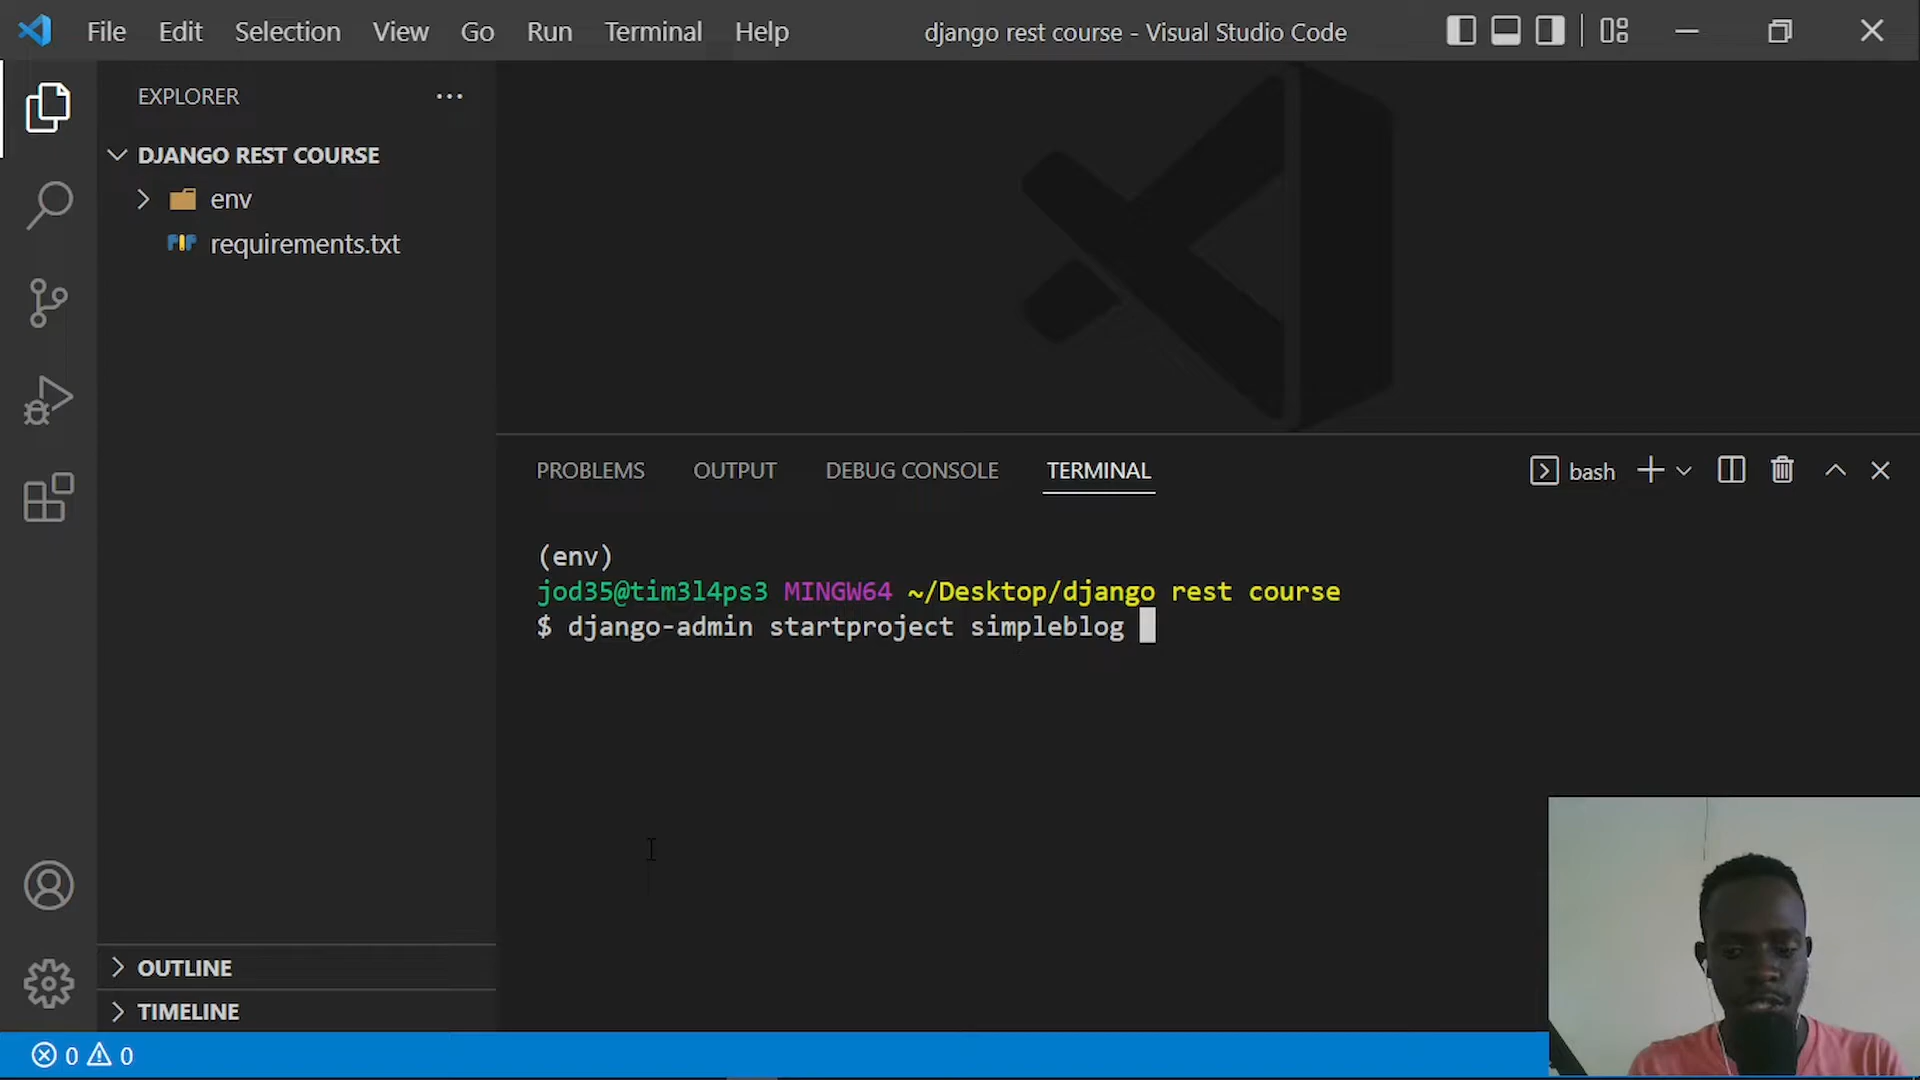 File Edit Selection View Go Run Terminal Help
django rest course - Visual Studio Code
EXPLORER
DJANGO REST COURSE
env
requirements.txt
PROBLEMS OUTPUT DEBUG CONSOLE TERMINAL
bash
(env)
jod35@tim3l4ps3 MINGW64 ~/Desktop/django rest course
$ django-admin startproject simpleblog
OUTLINE
TIMELINE
0 0